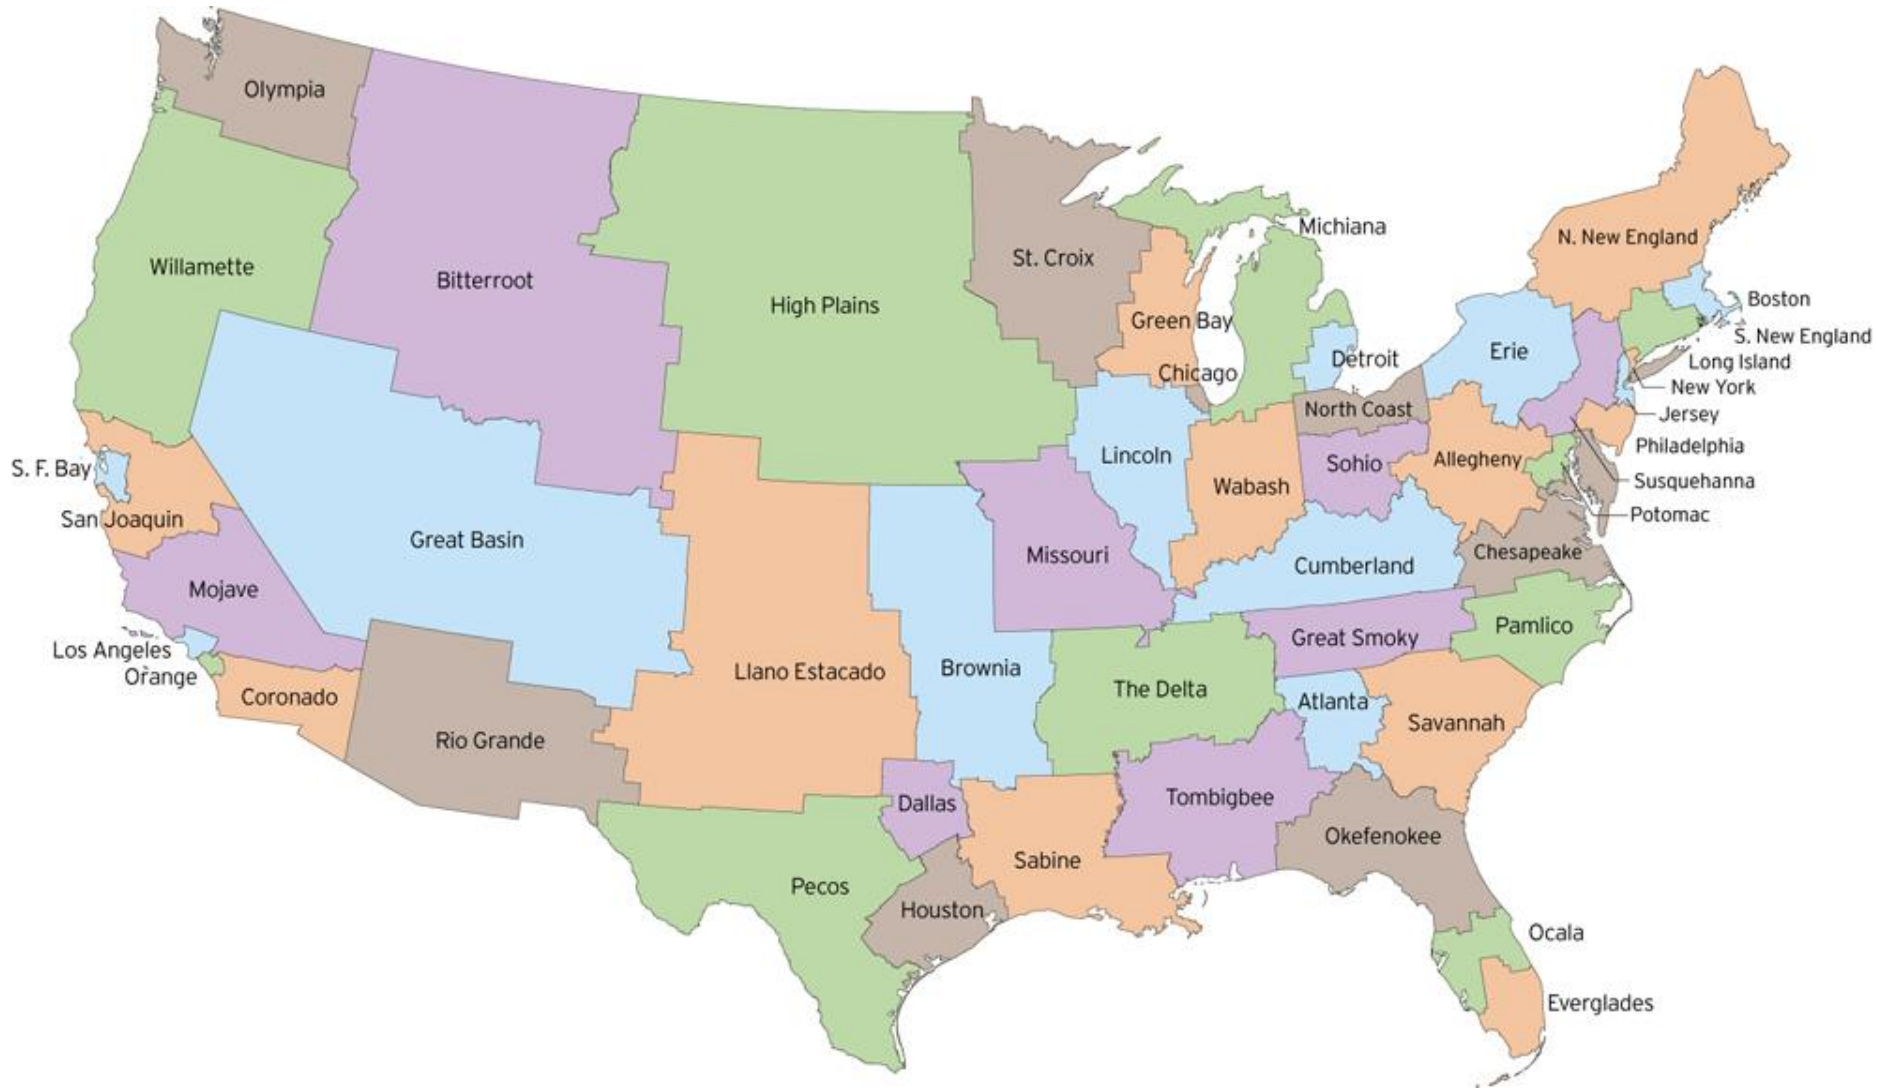 Olympia
Michiana
N. New England
St. Croix
Willamette
Bitterroot
High Plains
Boston
Green Bay
S. New England
Erie
Detroit
Long Island
Chicago
New York
North Coast
Jersey
Philadelphia
Lincoln
Sohio
Allegheny
S. F. Bay
Wabash
Susquehanna
Potomac
San Joaquin
Great Basin
Missouri
Chesapeake
Cumberland
Mojave
Pamlico
Great Smoky
Los Angeles
Llano Estacado
Brownia
Orange
The Delta
Coronado
Atlanta
Savannah
Rio Grande
Tombigbee
Dallas
Okefenokee
Sabine
Pecos
Houston
Ocala
Everglades